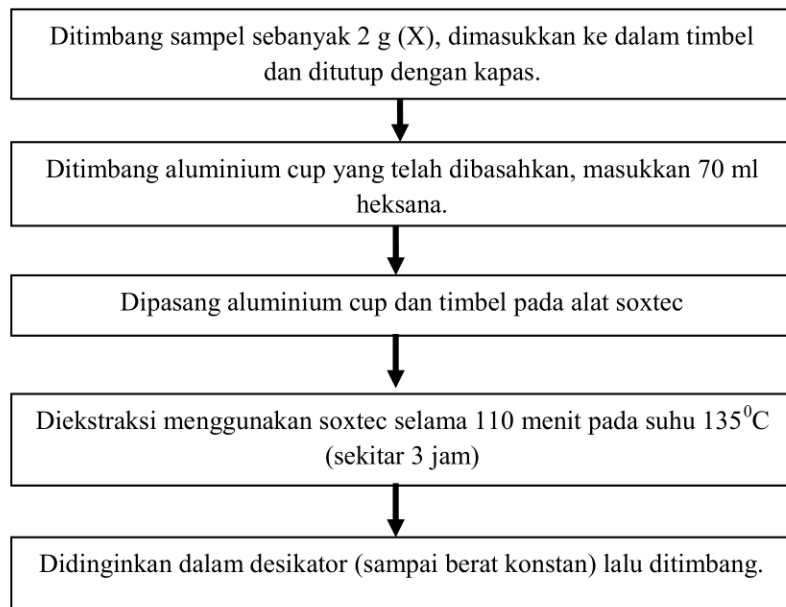 Ditimbang sampel sebanyak 2 g (X), dimasukkan ke dalam timbel
dan ditutup dengan kapas.
Ditimbang aluminium cup yang telah dibasahkan, masukkan 70 ml
heksana.
Dipasang aluminium cup dan timbel pada alat soxtec
Diekstraksi menggunakan soxtec selama 110 menit pada suhu 135⁰C
(sekitar 3 jam)
Didinginkan dalam desikator (sampai berat konstan) lalu ditimbang.